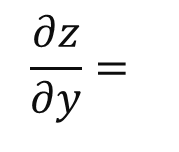 ∂z/∂y =